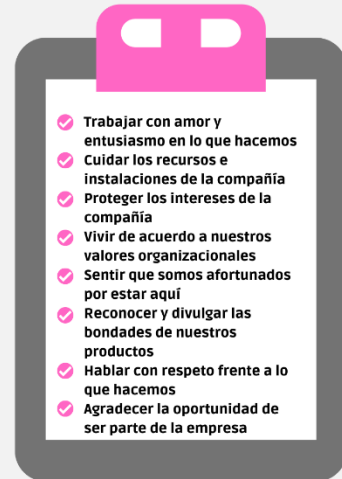 Trabajar con amor y
entusiasmo en lo que hacemos
Cuidar los recursos e
instalaciones de la compañía
Proteger los intereses de la
compañía
Vivir de acuerdo a nuestros
valores organizacionales
Sentir que somos afortunados
por estar aquí
Reconocer y divulgar las
bondades de nuestros
productos
Hablar con respeto frente a lo
que hacemos
Agradecer la oportunidad de
ser parte de la empresa